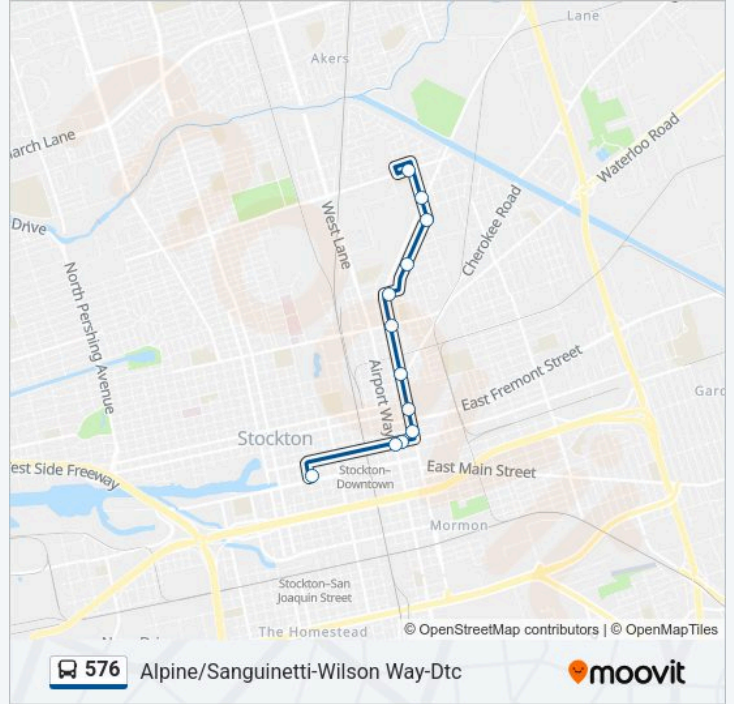 Lane
Akers
arch Lane
Waterloo Road
Drive
West Lane
Cherokee Road
North Pershing Avenue
Airport Way
East Fremont Street
Gard
Stockton
est Side Freeway
Stockton–
Downtown
East Main Street
Mormon
Stockton–San
Joaquin Street
The Homestead
© OpenStreetMap contributors | © OpenMapTiles
576
Alpine/Sanguinetti-Wilson Way-Dtc
moovit